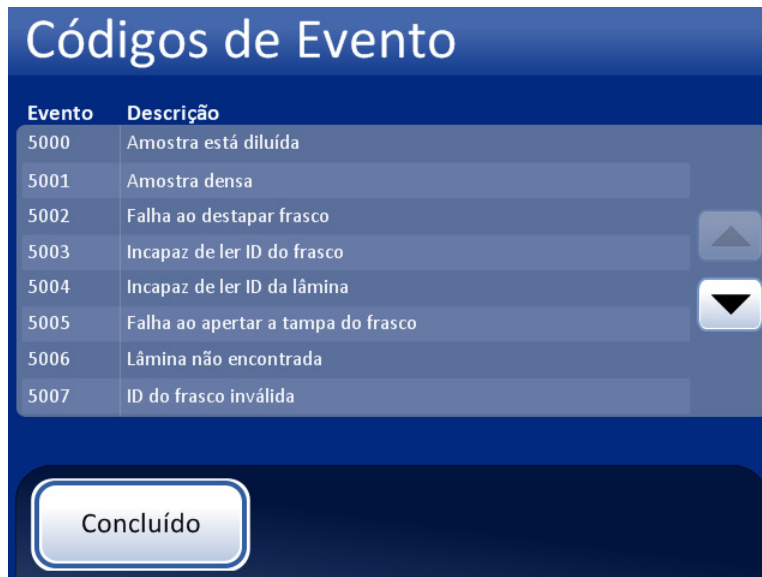 Códigos de Evento
Evento Descrição
5000 Amostra está diluída
5001 Amostra densa
5002 Falha ao destapar frasco
5003 Incapaz de ler ID do frasco
5004 Incapaz de ler ID da lâmina
5005 Falha ao apertar a tampa do frasco
5006 Lâmina não encontrada
5007 ID do frasco inválida
Concluído